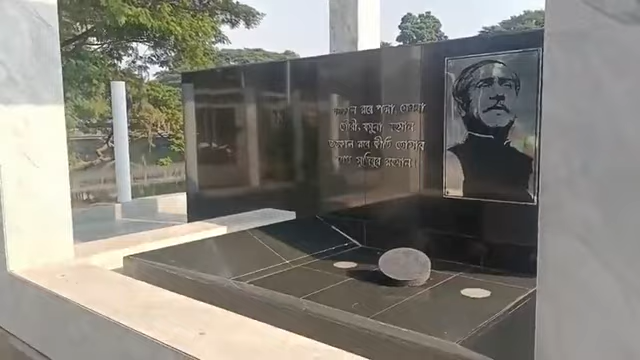 যতকাল রবে পদ্মা, মেঘনা
গৌরী, যমুনা বহমান
ততকাল রবে কীর্তি তোমার
শেখ মুজিবুর রহমান।